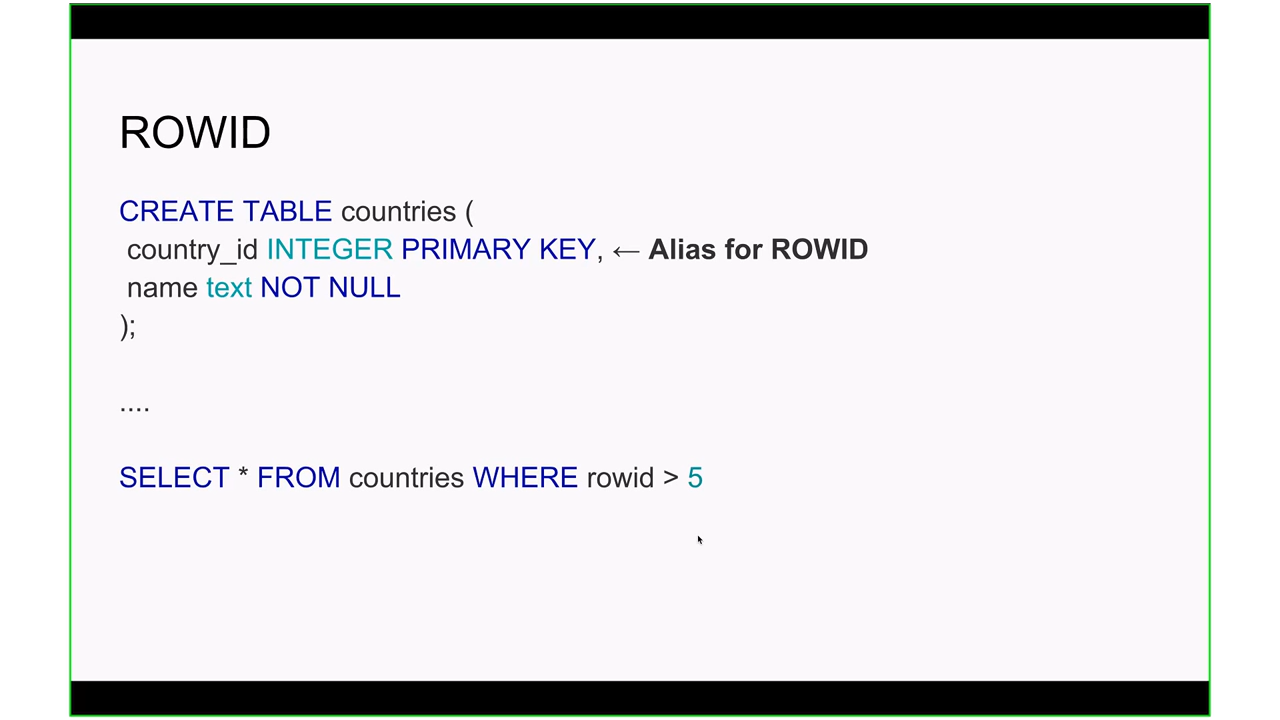 ROWID
CREATE TABLE countries (
country_id INTEGER PRIMARY KEY, ← Alias for ROWID
name text NOT NULL
);
....
SELECT * FROM countries WHERE rowid > 5